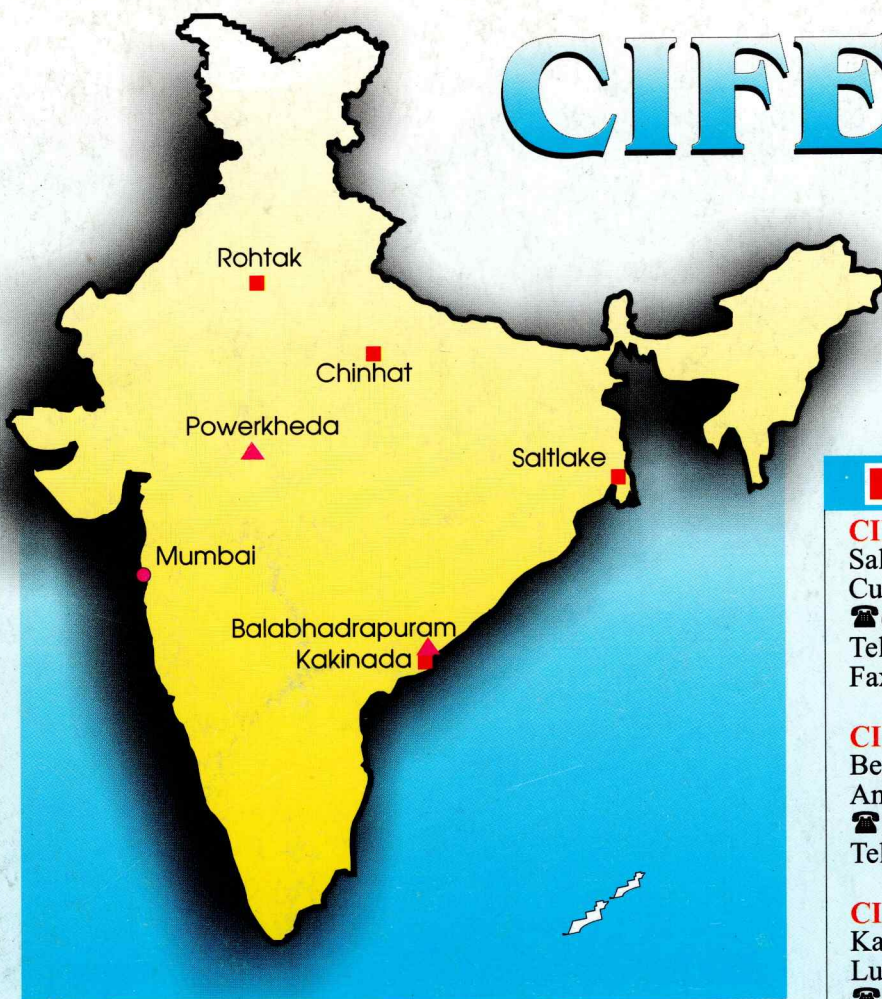 CIFE
Rohtak
Chinhat
Powerkheda
Saltlake
Mumbai
Balabhadrapuram
Kakinada
CI
Sal
Cu
Tel
Fax
CI
Be
An
Tel
CI
Ka
Lu